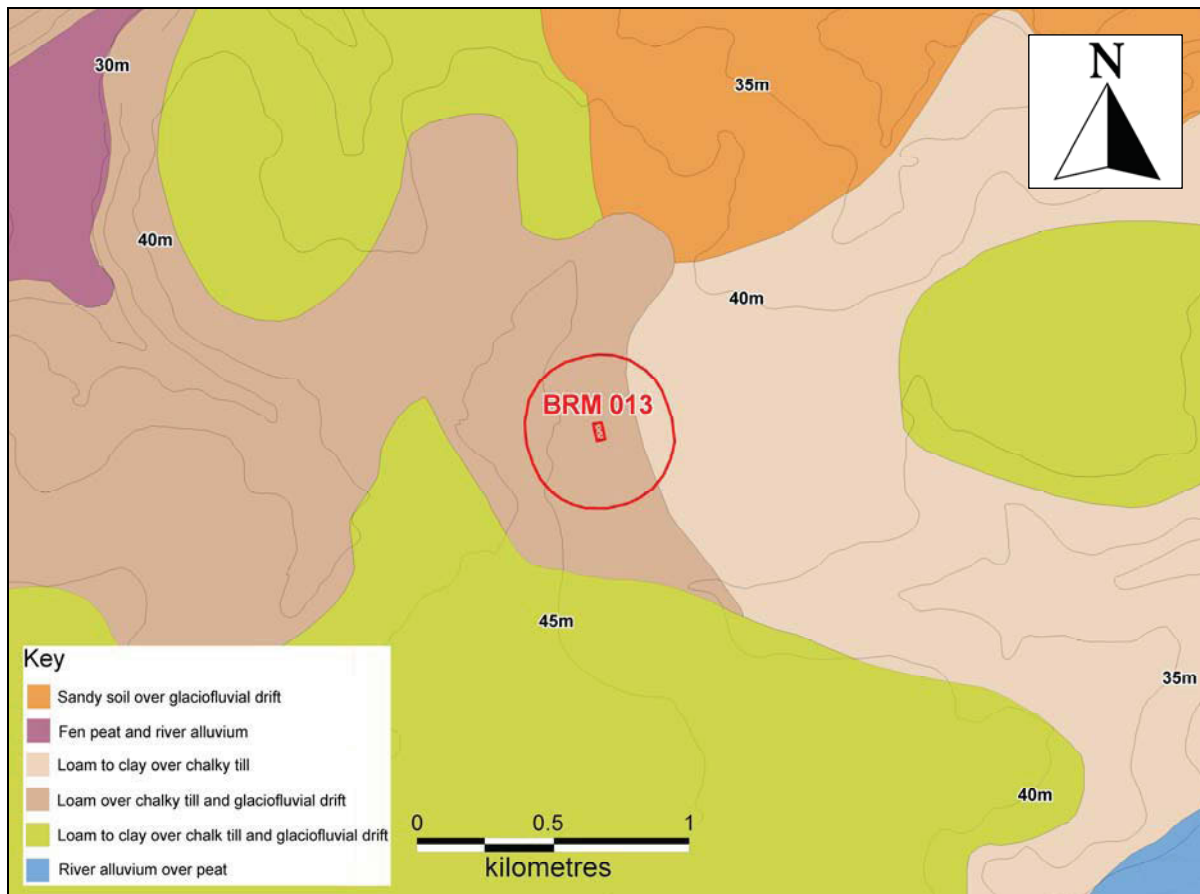 30m
35m
N
40m
40m
BRM 013
45m
35m
40m
Key
Sandy soil over glaciofluvial drift
Fen peat and river alluvium
Loam to clay over chalky till
Loam over chalky till and glaciofluvial drift
Loam to clay over chalk till and glaciofluvial drift
River alluvium over peat
0 0.5 1
kilometres